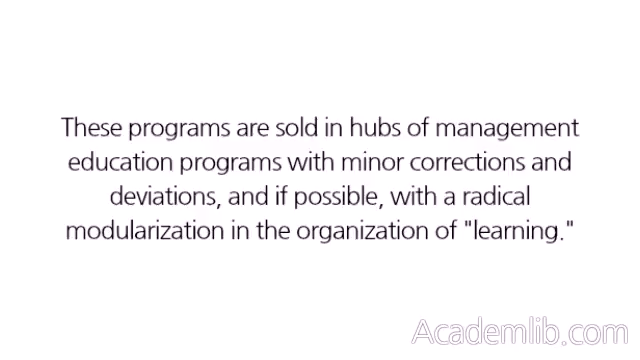 These programs are sold in hubs of management
education programs with minor corrections and
deviations, and if possible, with a radical
modularization in the organization of "learning."
Academlib.com